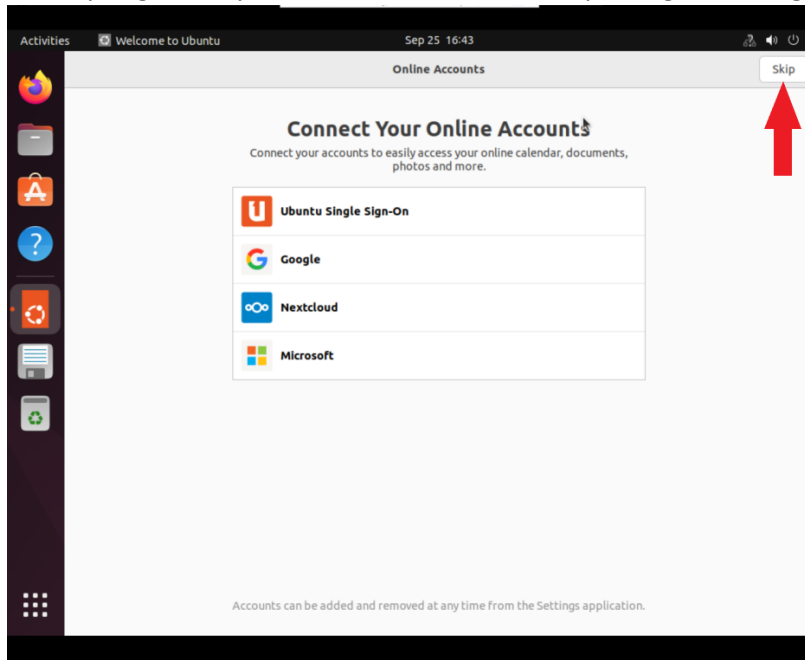 Activities Welcome to Ubuntu Sep 25 16:43
Online Accounts Skip
Connect Your Online Accounts
Connect your accounts to easily access your online calendar, documents,
photos and more.
Ubuntu Single Sign-On
Google
Nextcloud
Microsoft
Accounts can be added and removed at any time from the Settings application.